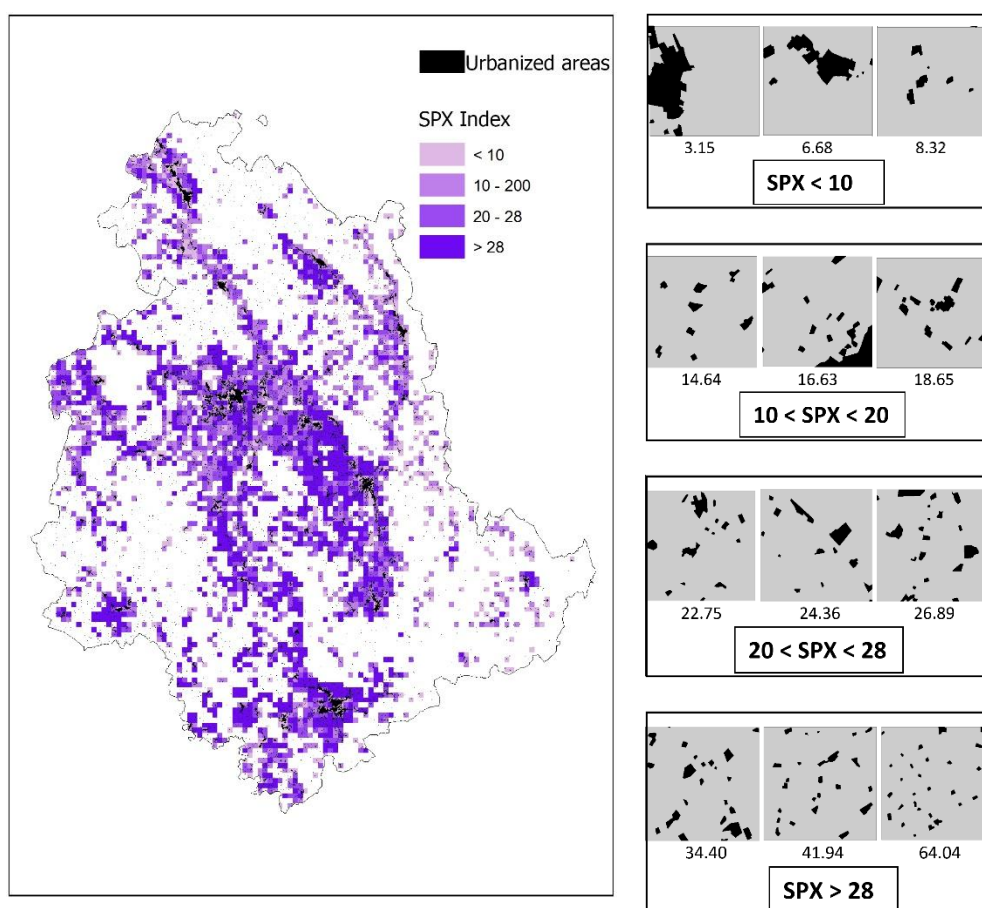 Urbanized areas
SPX Index
< 10
10 - 200
20 - 28
> 28
3.15 6.68 8.32
SPX < 10
14.64 16.63 18.65
10 < SPX < 20
22.75 24.36 26.89
20 < SPX < 28
34.40 41.94 64.04
SPX > 28